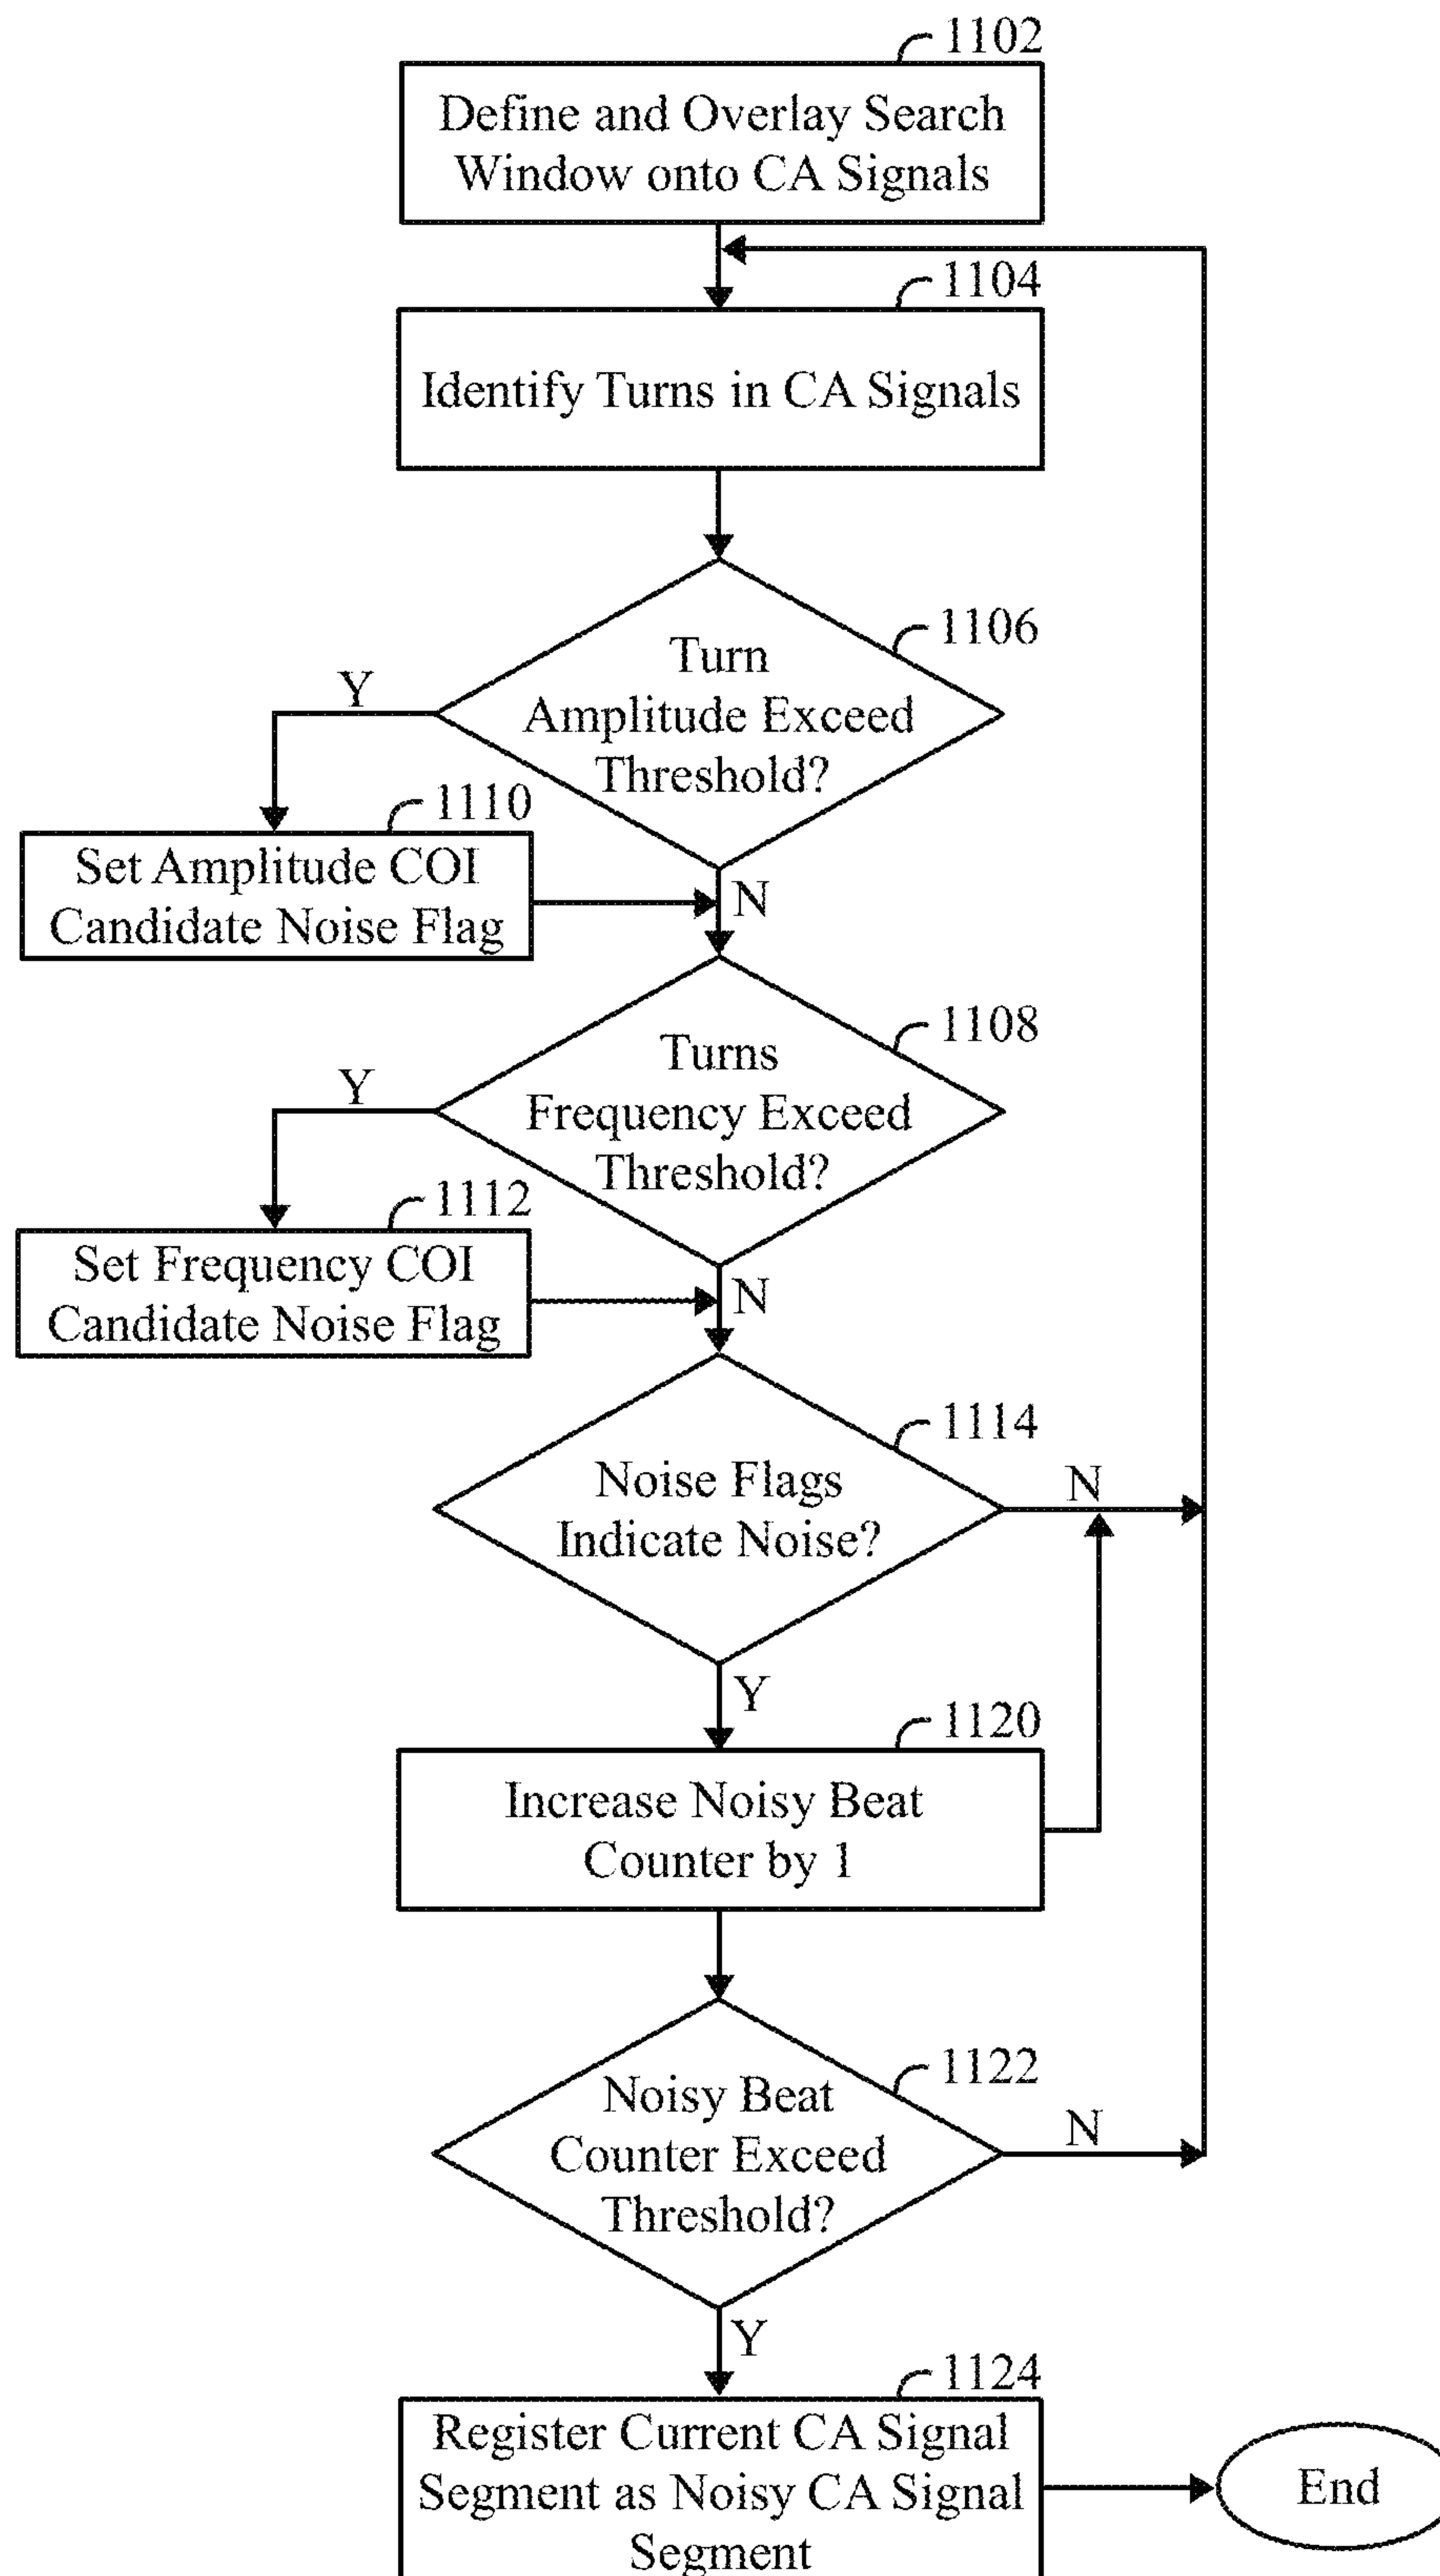 1102
Define and Overlay Search
Window onto CA Signals
1104
Identify Turns in CA Signals
1106
Turn
Amplitude Exceed
Threshold?
Y
N
1110
Set Amplitude COI
Candidate Noise Flag
1108
Turns
Frequency Exceed
Threshold?
Y
N
1112
Set Frequency COI
Candidate Noise Flag
1114
Noise Flags
Indicate Noise?
N
Y
1120
Increase Noisy Beat
Counter by 1
1122
Noisy Beat
Counter Exceed
Threshold?
N
Y
1124
Register Current CA Signal
Segment as Noisy CA Signal
Segment
End